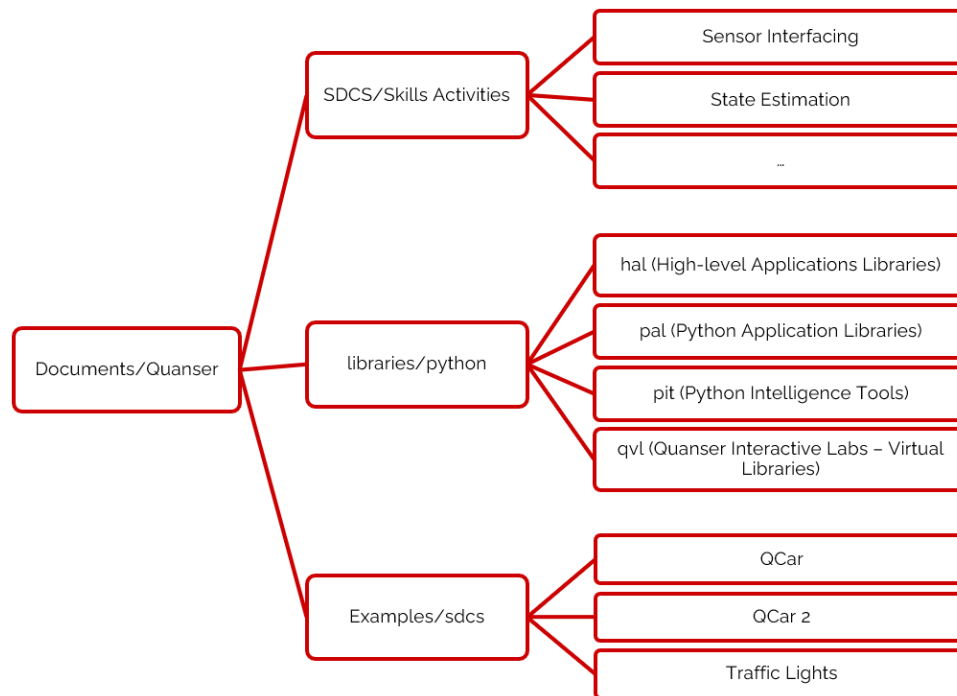 Documents/Quanser
SDCS/Skills Activities
Sensor Interfacing
State Estimation
…
libraries/python
hal (High-level Applications Libraries)
pal (Python Application Libraries)
pit (Python Intelligence Tools)
qvl (Quanser Interactive Labs – Virtual
Libraries)
Examples/sdcs
QCar
QCar 2
Traffic Lights